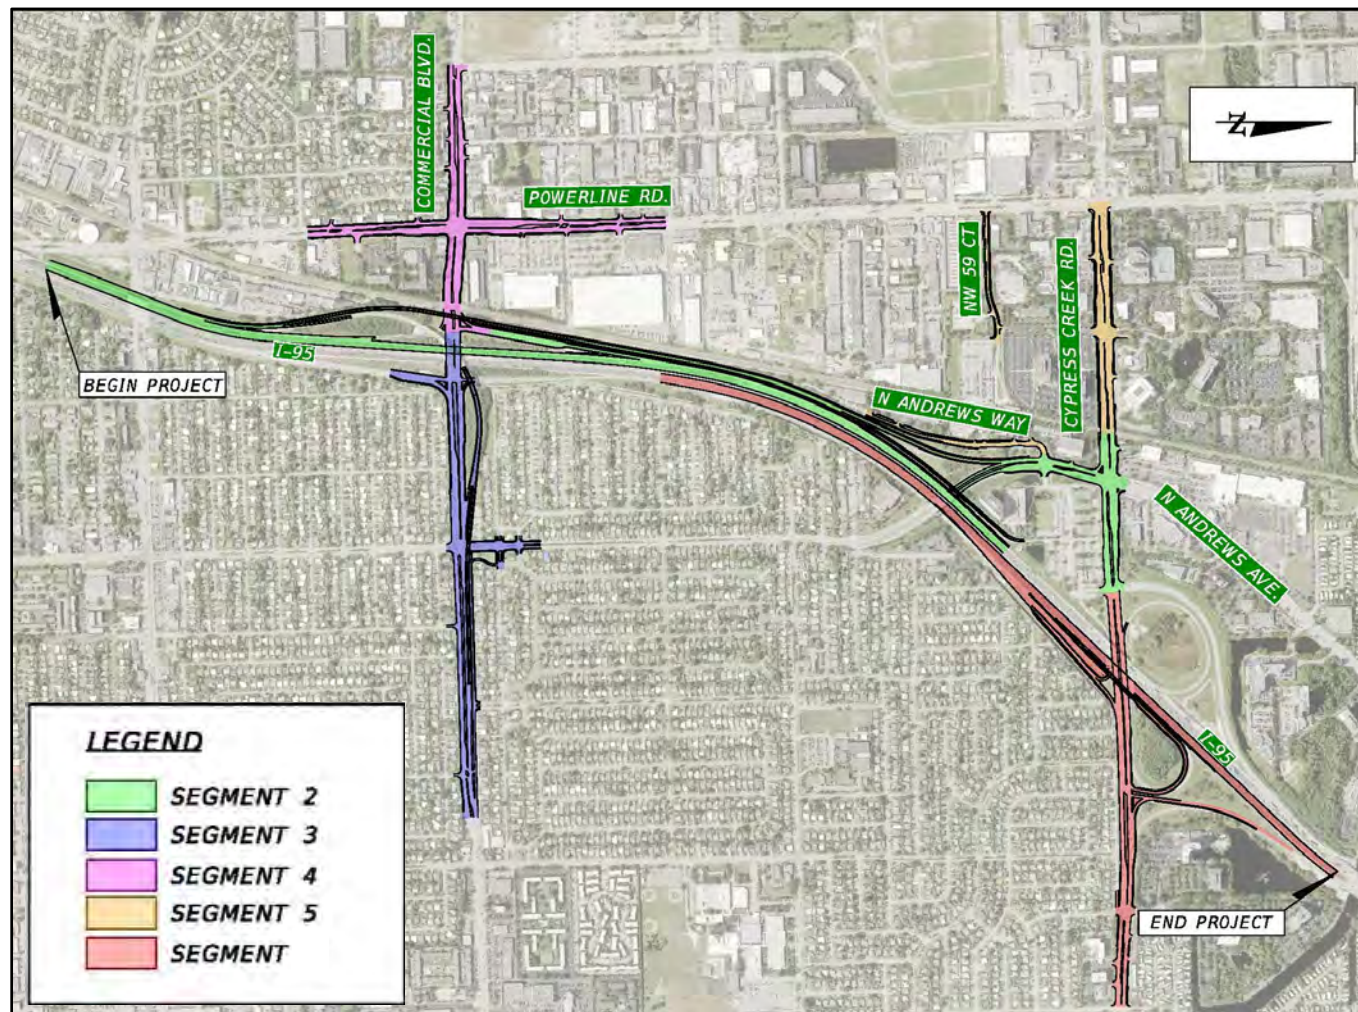 COMMERCIAL BLVD.
POWERLINE RD.
N
NW 59 CT
CYPRESS CREEK RD.
I-95
BEGIN PROJECT
N ANDREWS WAY
N ANDREWS AVE.
I-95
END PROJECT
LEGEND
SEGMENT 2
SEGMENT 3
SEGMENT 4
SEGMENT 5
SEGMENT